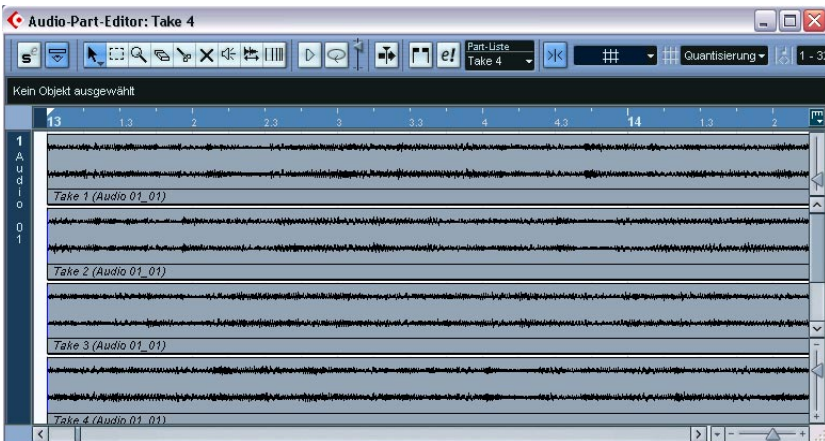 Audio-Part-Editor: Take 4
Part-Liste
Take 4
Quantisierung
1 - 3
Kein Objekt ausgewählt
13 1.3 2 2.3 3 3.3 4 4.3 14 1.3 2
1 Audio 01
Take 1 (Audio 01_01)
Take 2 (Audio 01_01)
Take 3 (Audio 01_01)
Take 4 (Audio 01_01)